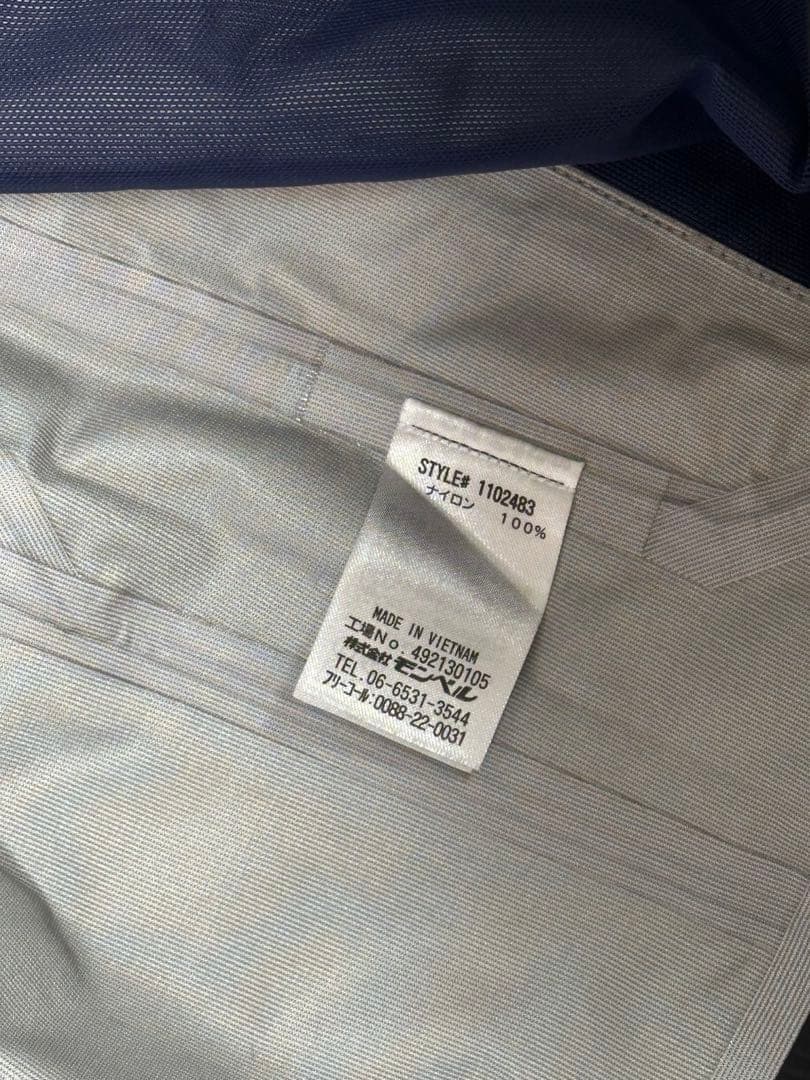 STYLE# 1102483
ナイロン 100%
MADE IN VIETNAM
工場No. 492130105
株式会社 モンベル
TEL. 06-6531-3544
フリーコール:0088-22-0031